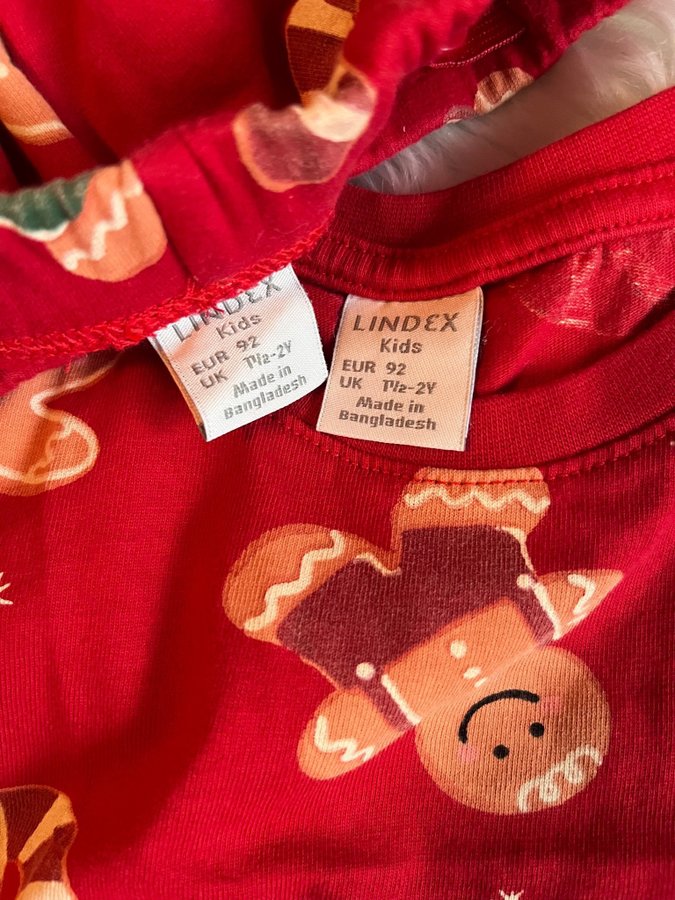 LINDEX
Kids
EUR 92
UK 1½-2Y
Made in
Bangladesh
LINDEX
Kids
EUR 92
UK 1½-2Y
Made in
Bangladesh